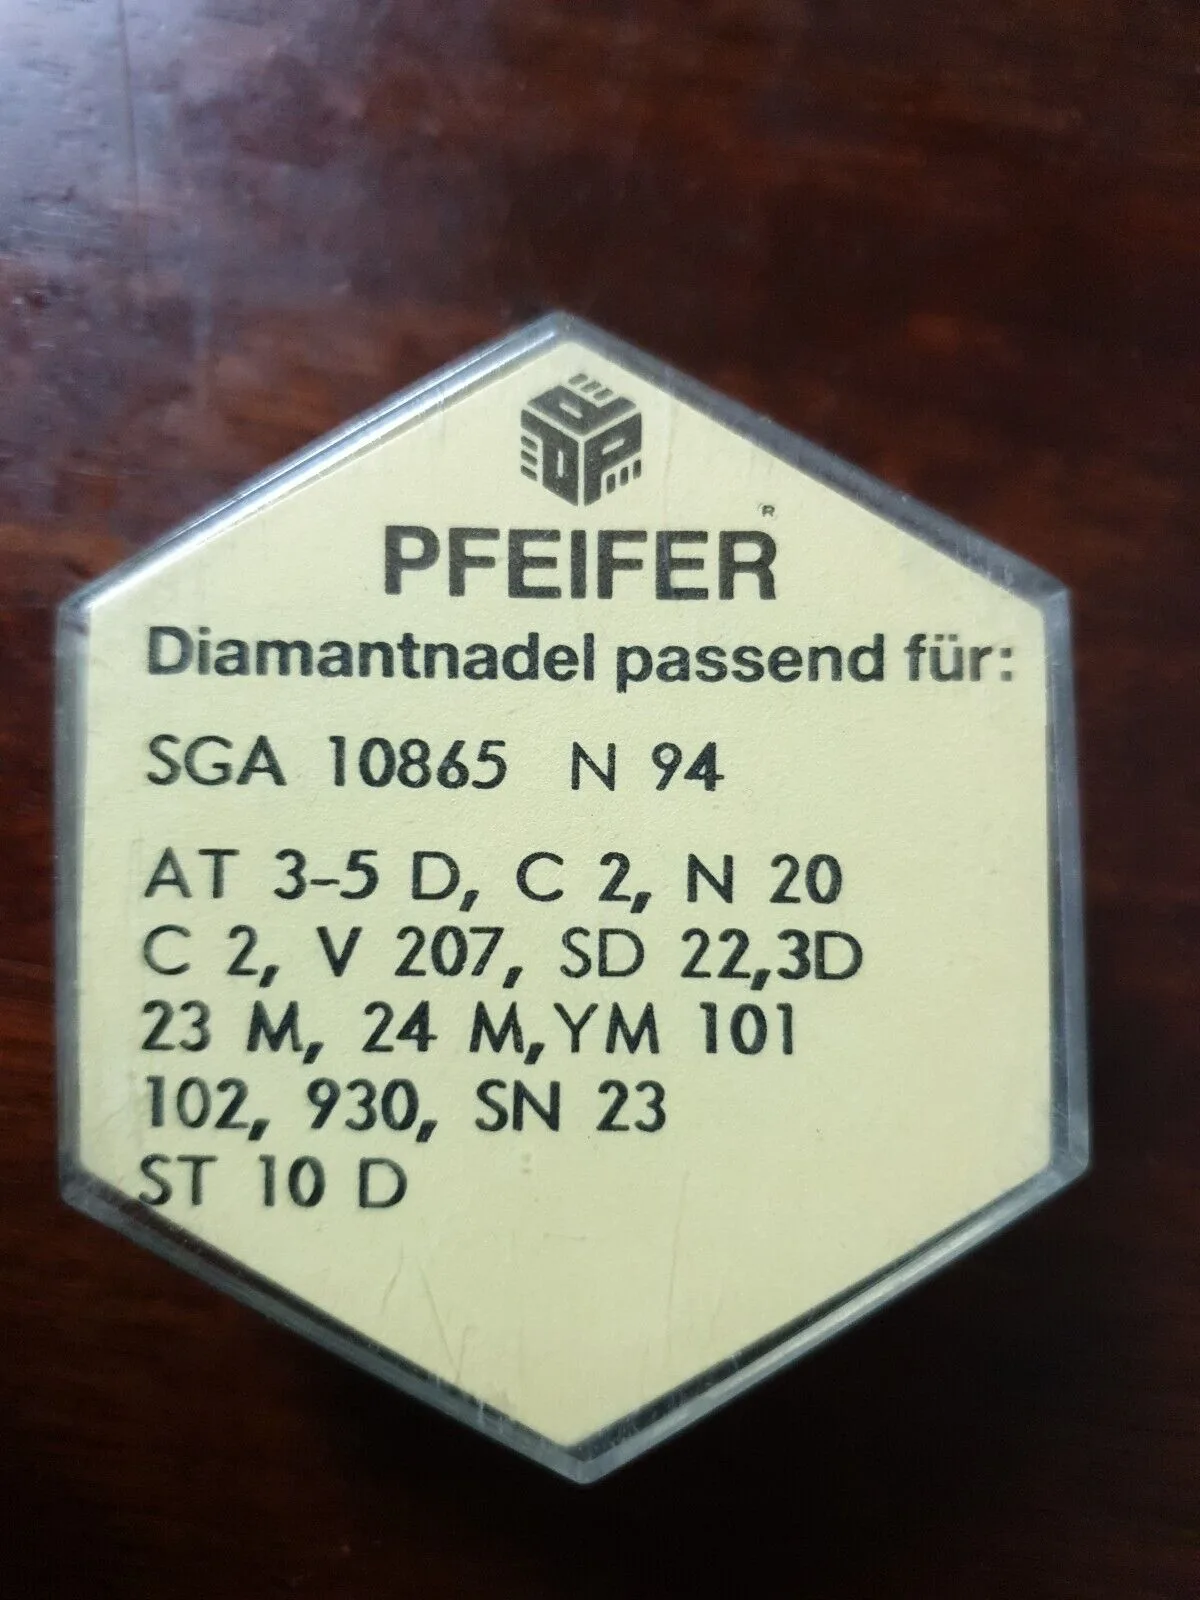 PFEIFER ®
Diamantnadel passend für:
SGA 10865 N 94
AT 3-5 D, C 2, N 20
C 2, V 207, SD 22,3D
23 M, 24 M, YM 101
102, 930, SN 23
ST 10 D